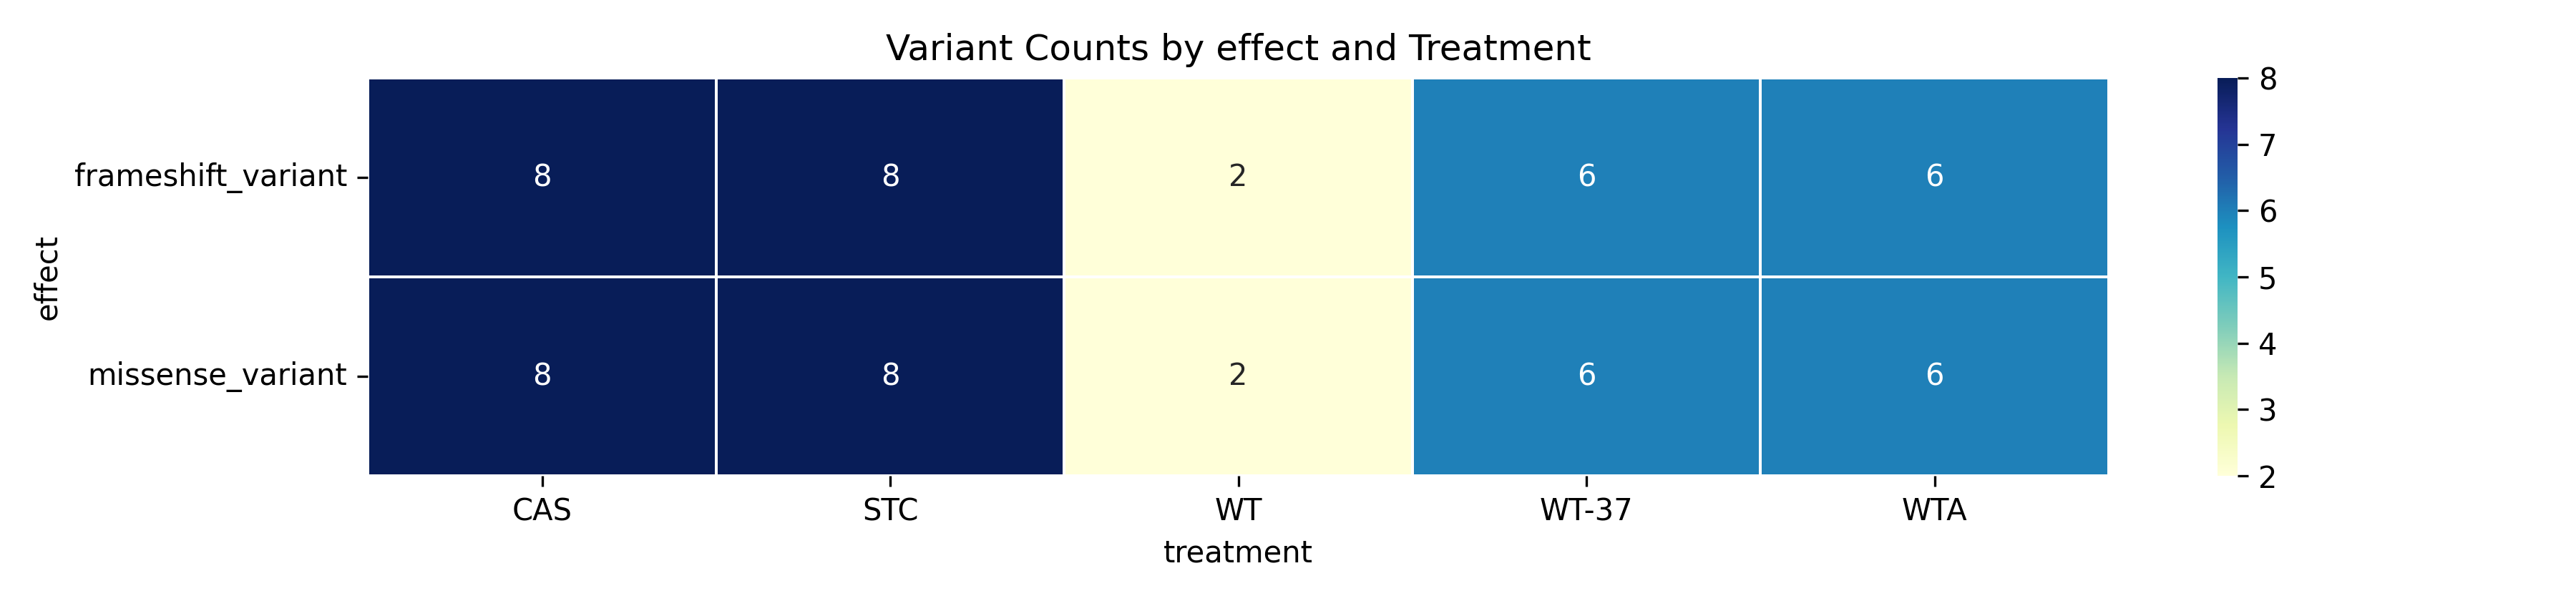 Variant Counts by effect and Treatment
effect
frameshift_variant
8 8 2 6 6
missense_variant
8 8 2 6 6
CAS STC WT WT-37 WTA
treatment
8
7
6
5
4
3
2